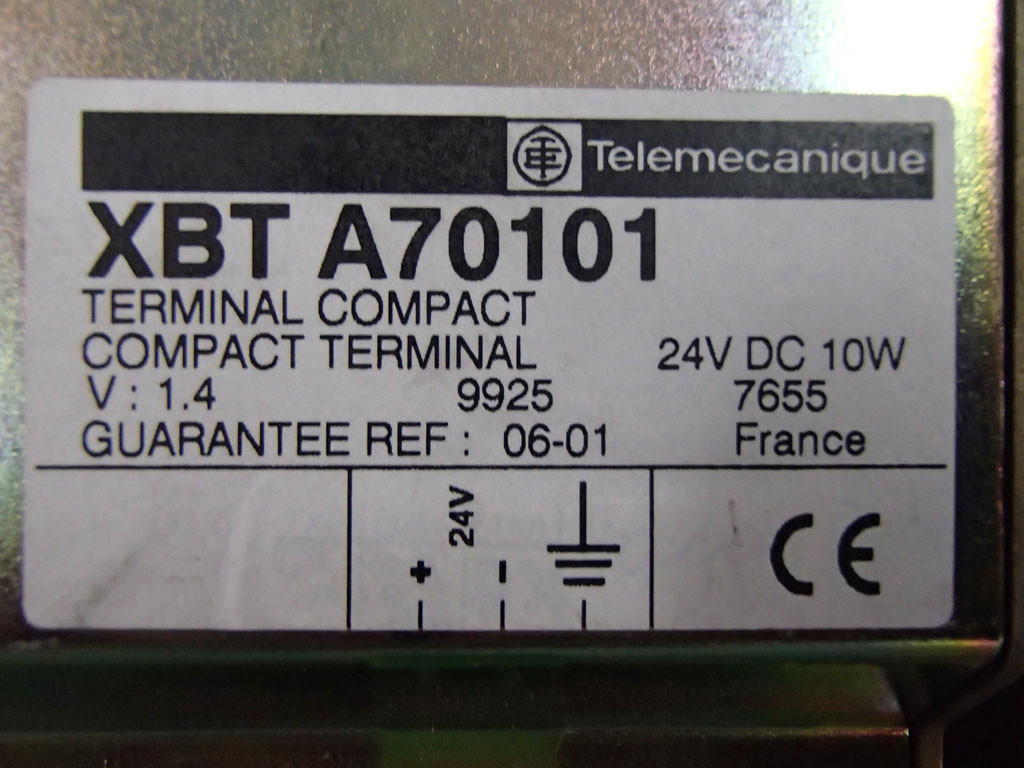 Telemecanique
XBT A70101
TERMINAL COMPACT
COMPACT TERMINAL 24V DC 10W
V : 1.4 9925 7655
GUARANTEE REF : 06-01 France
24V
+ -
CE